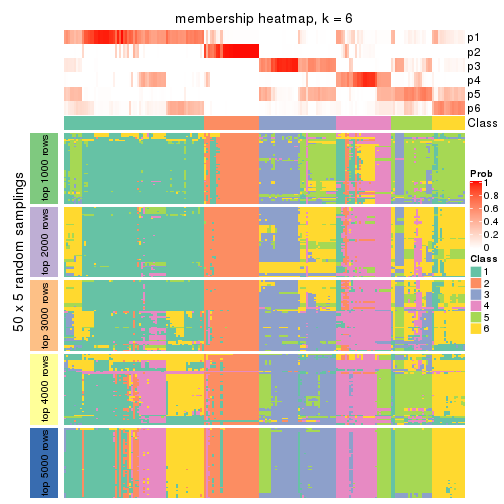 membership heatmap, k = 6
p1
p2
p3
p4
p5
p6
Class
50 x 5 random samplings
top 1000 rows
top 2000 rows
top 3000 rows
top 4000 rows
top 5000 rows
Prob
1
0.8
0.6
0.4
0.2
0
Class
1
2
3
4
5
6